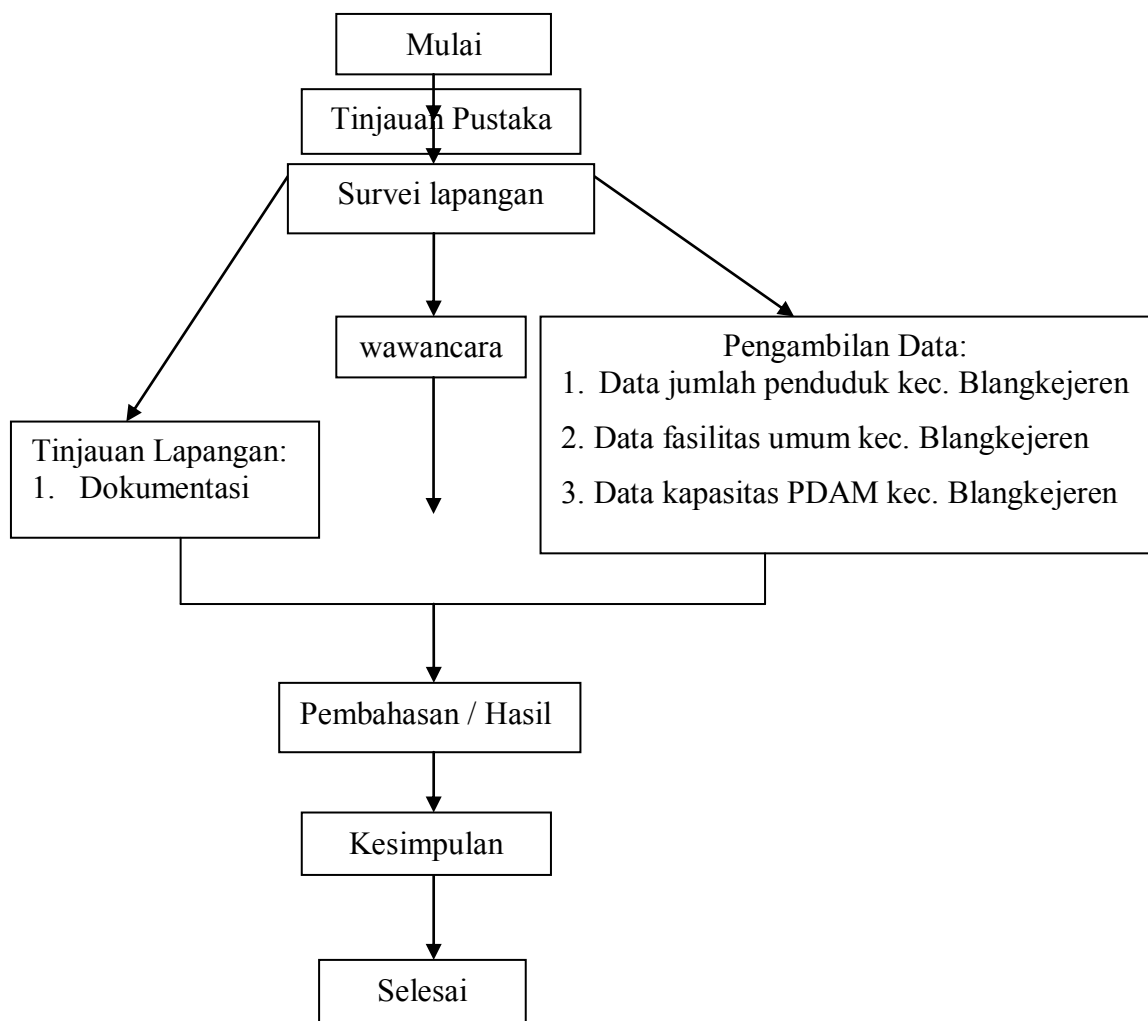 Mulai
Tinjauan Pustaka
Survei lapangan
wawancara
Pengambilan Data:
1. Data jumlah penduduk kec. Blangkejeren
2. Data fasilitas umum kec. Blangkejeren
3. Data kapasitas PDAM kec. Blangkejeren
Tinjauan Lapangan:
1. Dokumentasi
Pembahasan / Hasil
Kesimpulan
Selesai